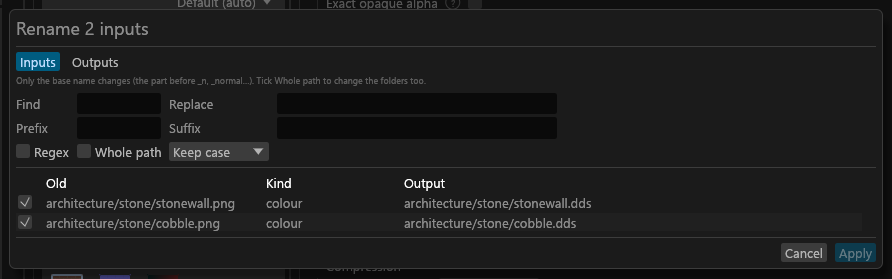 Default (auto)
Exact opaque alpha ?
Rename 2 inputs
Inputs Outputs
Only the base name changes (the part before _n, _normal...). Tick Whole path to change the folders too.
Find Replace
Prefix Suffix
Regex Whole path Keep case
Old Kind Output
architecture/stone/stonewall.png colour architecture/stone/stonewall.dds
architecture/stone/cobble.png colour architecture/stone/cobble.dds
Cancel Apply
Compression